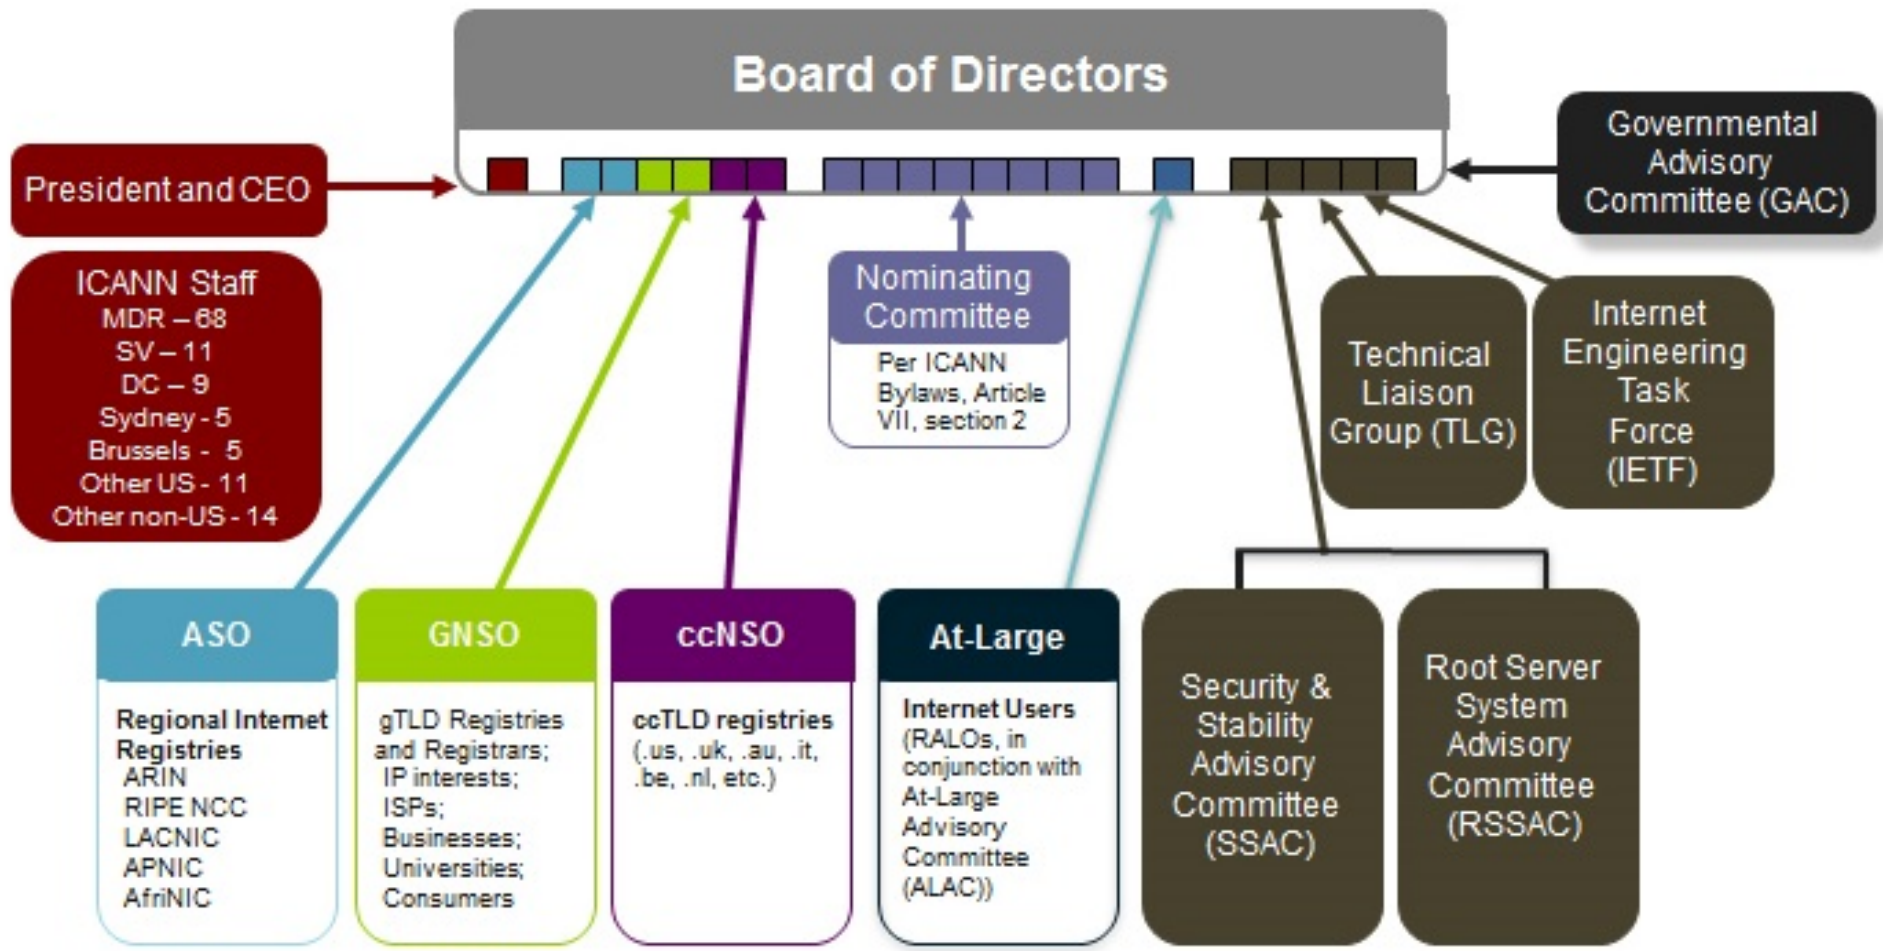 Board of Directors
President and CEO
Governmental
Advisory
Committee (GAC)
ICANN Staff
MDR – 68
SV – 11
DC – 9
Sydney - 5
Brussels - 5
Other US - 11
Other non-US - 14
Nominating
Committee
Per ICANN
Bylaws, Article
VII, section 2
Technical
Liaison
Group (TLG)
Internet
Engineering
Task
Force
(IETF)
ASO
Regional Internet
Registries
ARIN
RIPE NCC
LACNIC
APNIC
AfriNIC
GNSO
gTLD Registries
and Registrars;
IP interests;
ISPs;
Businesses;
Universities;
Consumers
ccNSO
ccTLD registries
(.us, .uk, .au, .it,
.be, .nl, etc.)
At-Large
Internet Users
(RALOs, in
conjunction with
At-Large
Advisory
Committee
(ALAC))
Security &
Stability
Advisory
Committee
(SSAC)
Root Server
System
Advisory
Committee
(RSSAC)